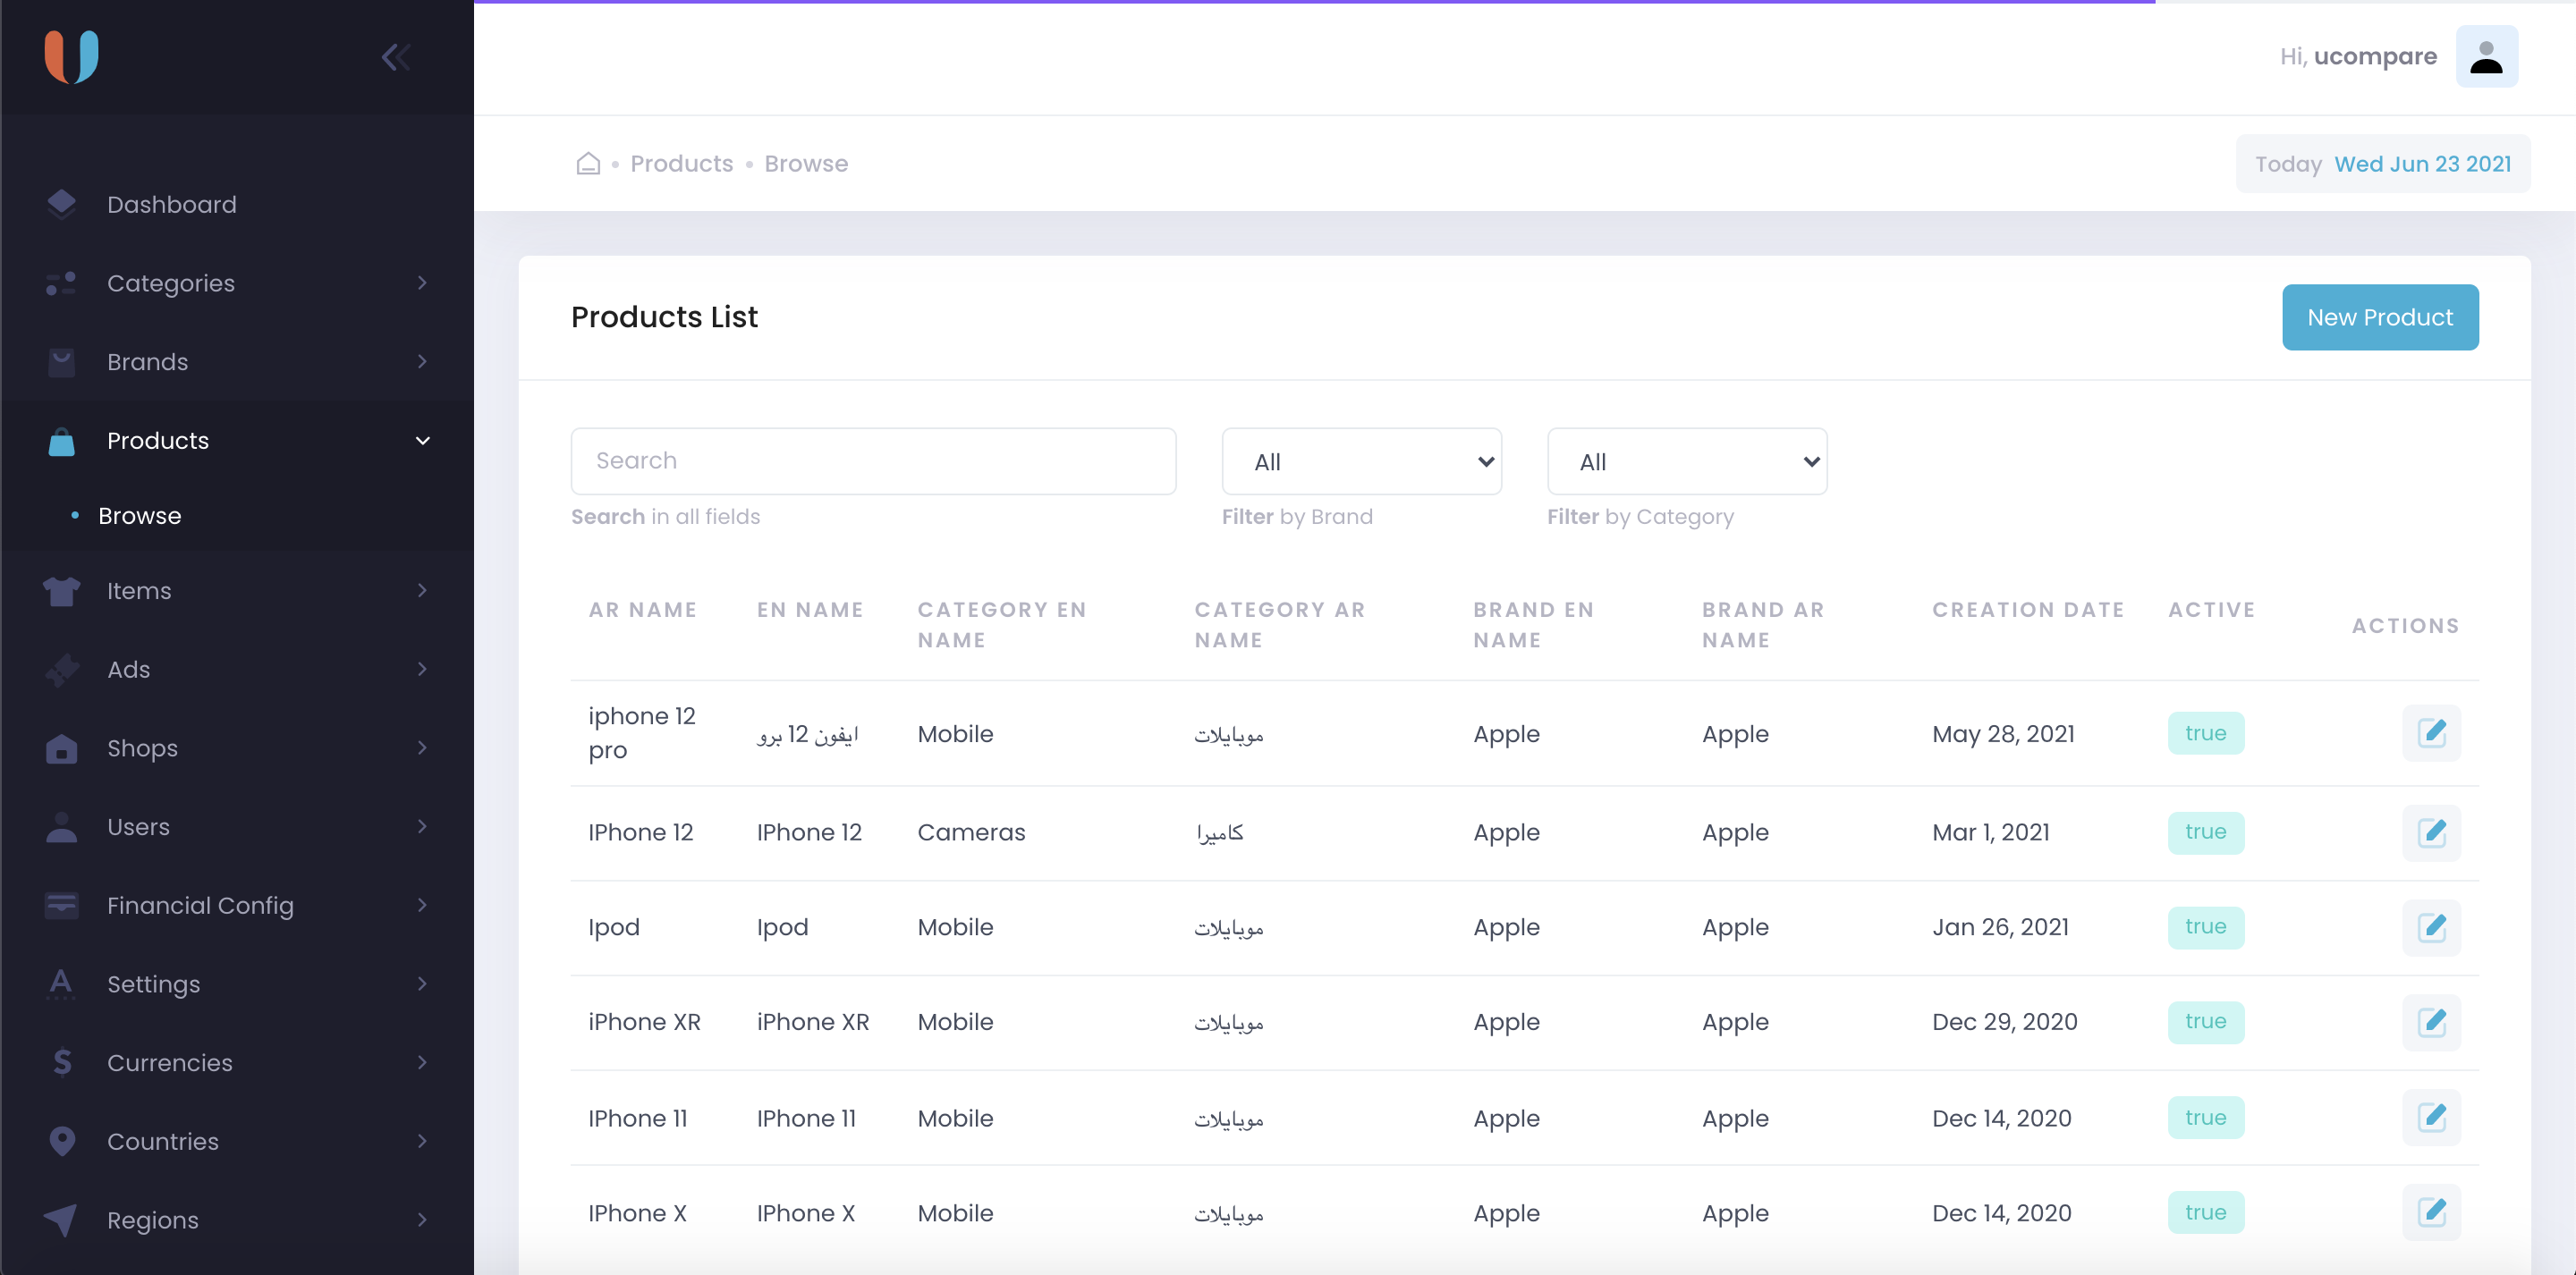 Hi, ucompare
Products • Browse
Today Wed Jun 23 2021
Dashboard
Categories
Brands
Products
• Browse
Items
Ads
Shops
Users
Financial Config
Settings
Currencies
Countries
Regions
Products List
New Product
Search
All
All
Search in all fields
Filter by Brand
Filter by Category
AR NAME EN NAME CATEGORY EN NAME CATEGORY AR NAME BRAND EN NAME BRAND AR NAME CREATION DATE ACTIVE ACTIONS
iphone 12 pro ايفون 12 برو Mobile موبايلات Apple Apple May 28, 2021 true
IPhone 12 IPhone 12 Cameras كاميرا Apple Apple Mar 1, 2021 true
Ipod Ipod Mobile موبايلات Apple Apple Jan 26, 2021 true
iPhone XR iPhone XR Mobile موبايلات Apple Apple Dec 29, 2020 true
IPhone 11 IPhone 11 Mobile موبايلات Apple Apple Dec 14, 2020 true
IPhone X IPhone X Mobile موبايلات Apple Apple Dec 14, 2020 true